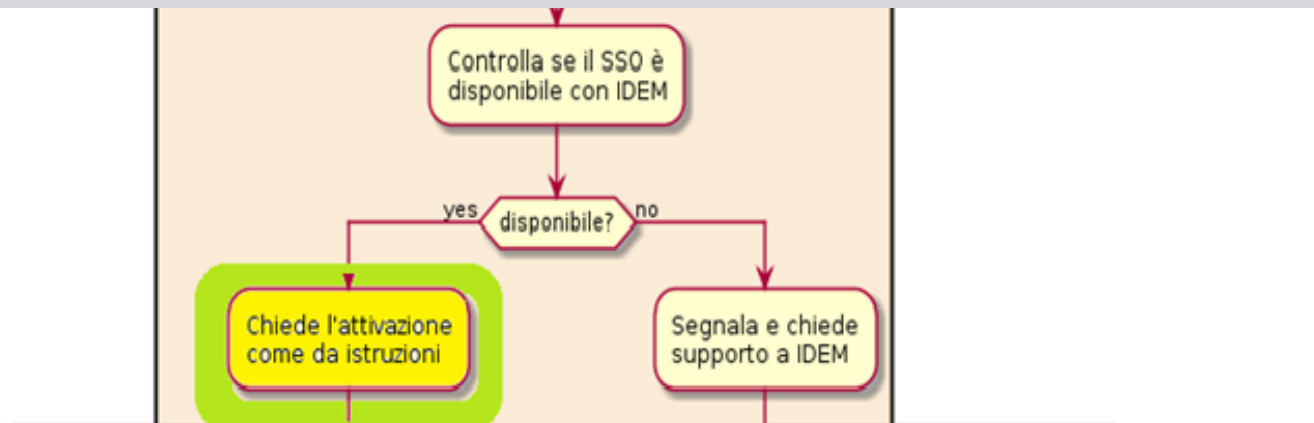 Controlla se il SSO è
disponibile con IDEM
yes
disponibile?
no
Chiede l'attivazione
come da istruzioni
Segnala e chiede
supporto a IDEM